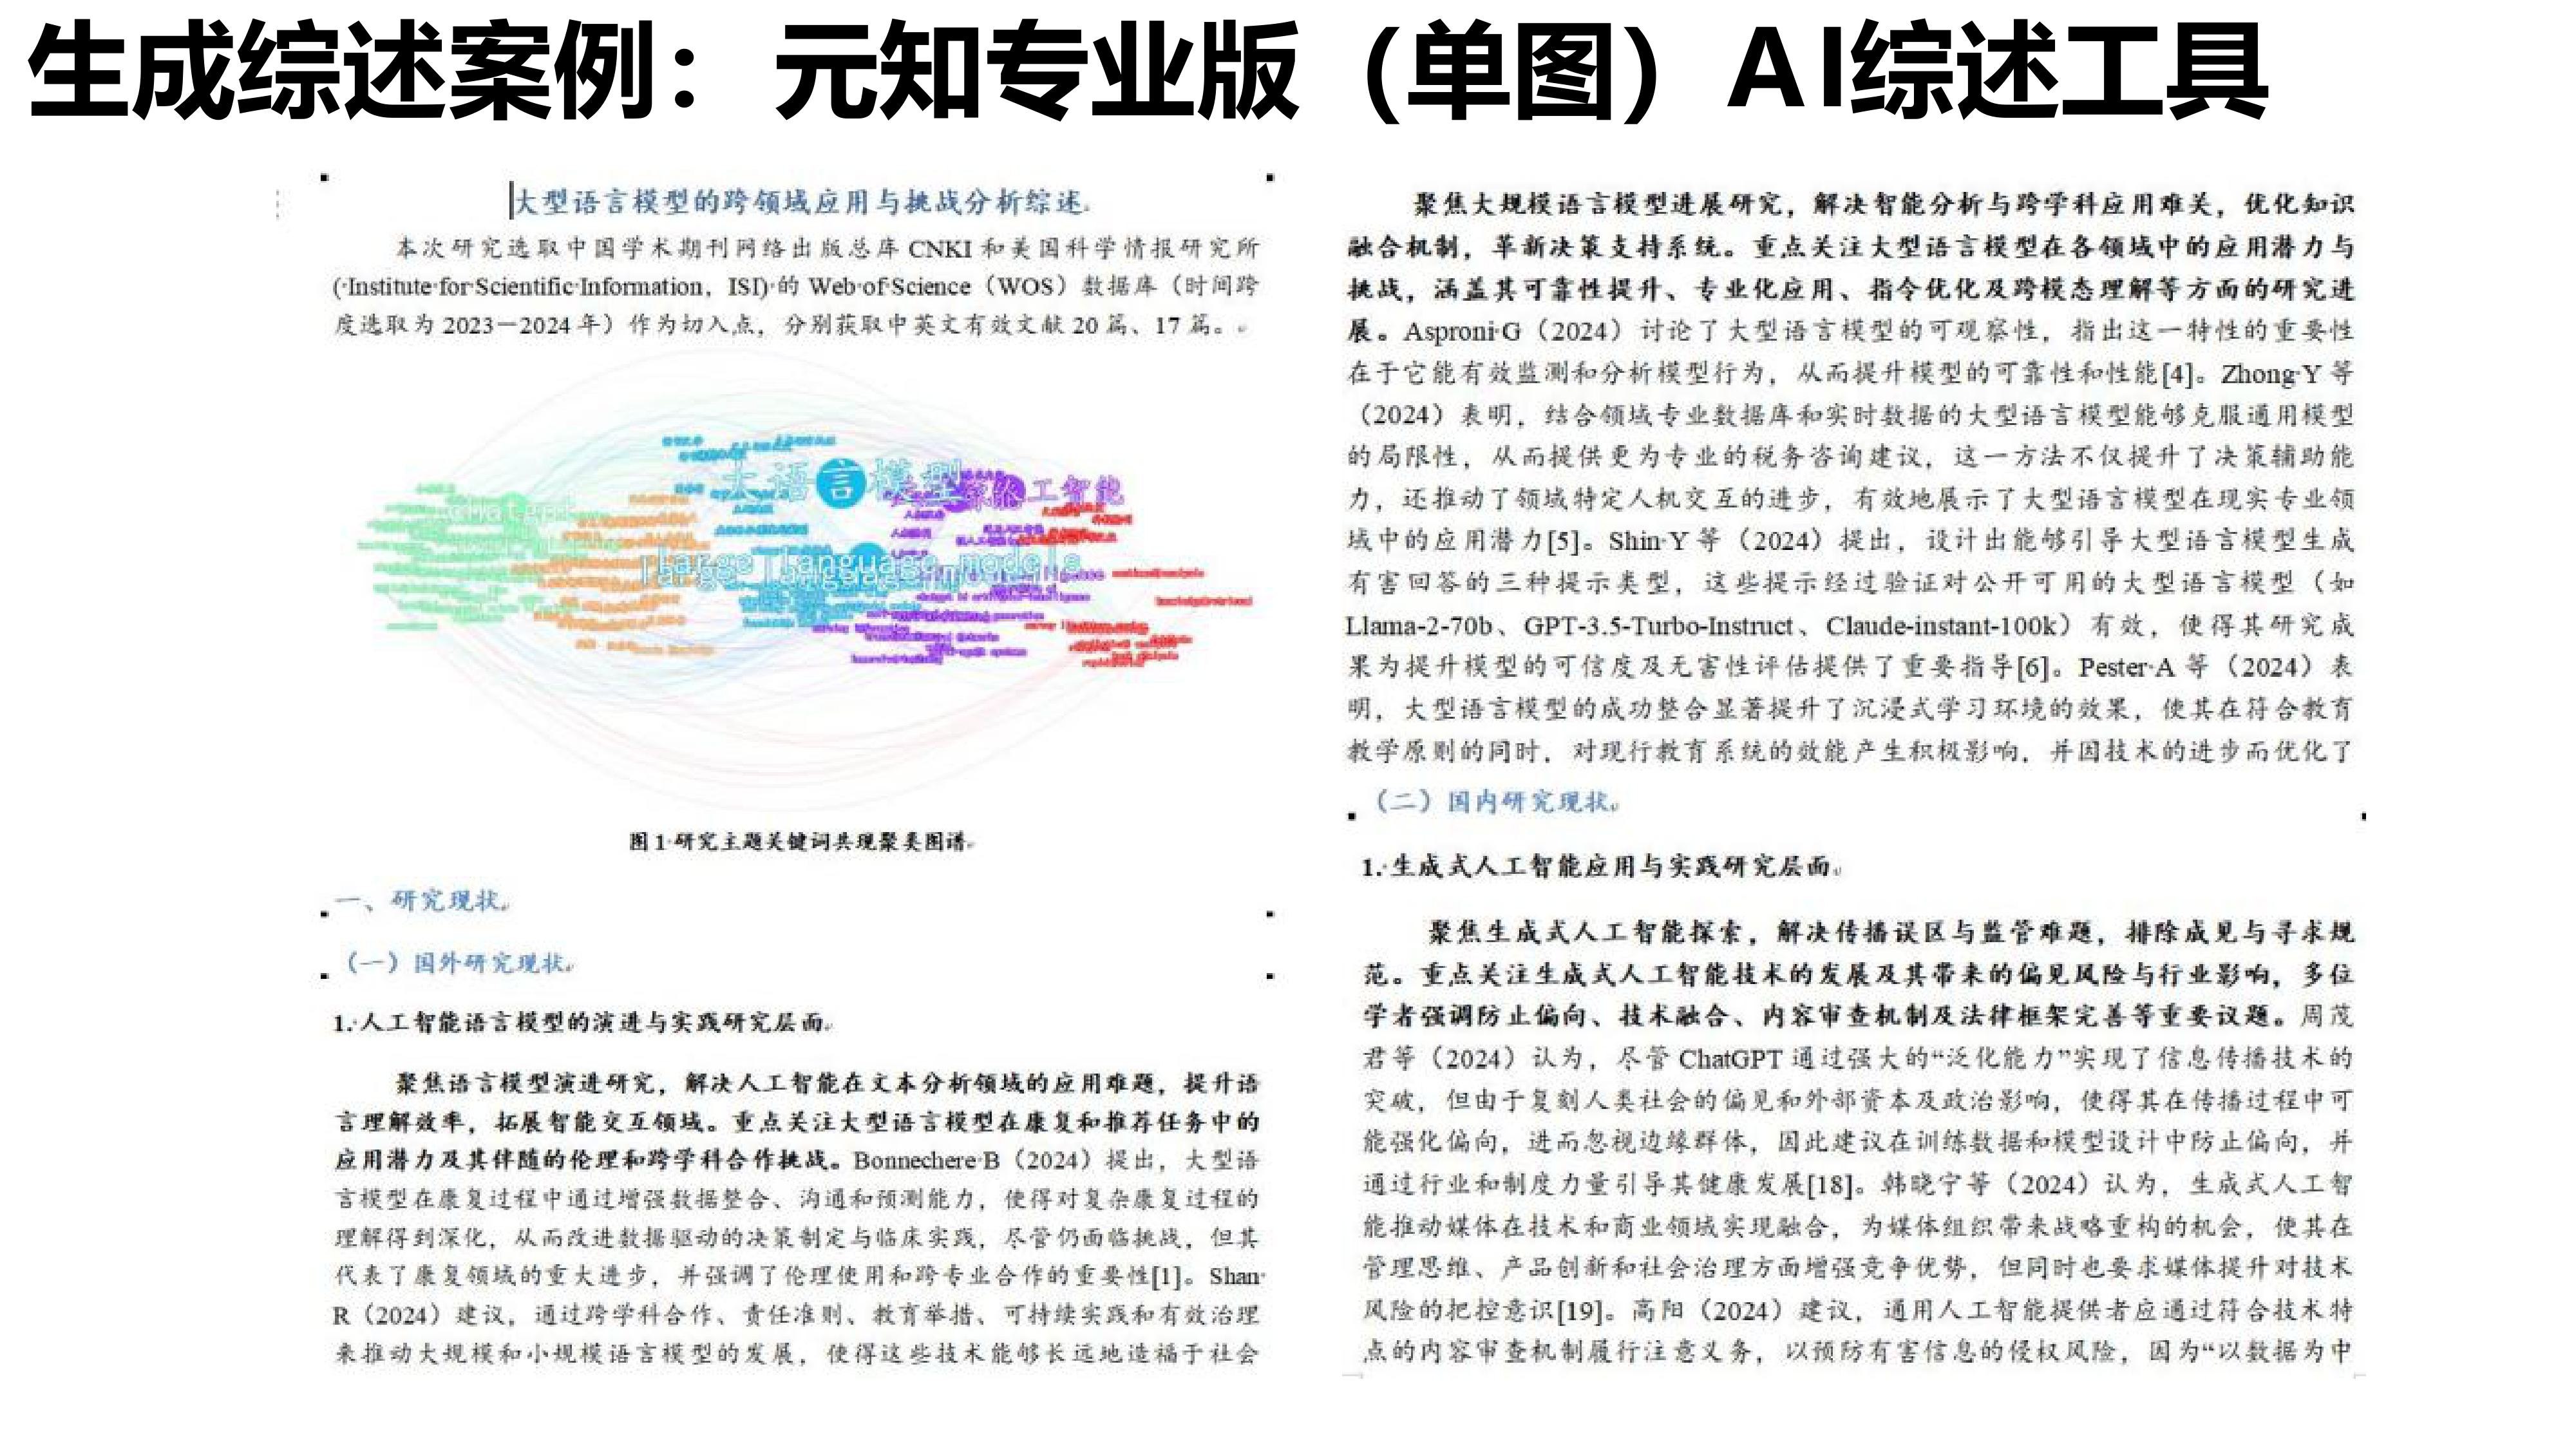 生成综述案例：元知专业版（单图）AI综述工具
大型语言模型的跨领域应用与挑战分析综述
本次研究选取中国学术期刊网络出版总库 CNKI 和美国科学情报研究所
(Institute for Scientific Information，ISI) 的 Web of Science（WOS）数据库（时间跨
度选取为 2023－2024 年）作为切入点，分别获取中英文有效文献 20 篇、17 篇。
chatgpt
大语言模型
人工智能
large language models
图 1 研究主题关键词共现聚类图谱
一、研究现状
（一）国外研究现状
1. 人工智能语言模型的演进与实践研究层面
聚焦语言模型演进研究，解决人工智能在文本分析领域的应用难题，提升语
言理解效率，拓展智能交互领域。重点关注大型语言模型在康复和推荐任务中的
应用潜力及其伴随的伦理和跨学科合作挑战。Bonnechere B（2024）提出，大型语
言模型在康复过程中通过增强数据整合、沟通和预测能力，使得对复杂康复过程的
理解得到深化，从而改进数据驱动的决策制定与临床实践，尽管仍面临挑战，但其
代表了康复领域的重大进步，并强调了伦理使用和跨专业合作的重要性[1]。Shan
R（2024）建议，通过跨学科合作、责任准则、教育举措、可持续实践和有效治理
来推动大规模和小规模语言模型的发展，使得这些技术能够长远地造福于社会
聚焦大规模语言模型进展研究，解决智能分析与跨学科应用难关，优化知识
融合机制，革新决策支持系统。重点关注大型语言模型在各领域中的应用潜力与
挑战，涵盖其可靠性提升、专业化应用、指令优化及跨模态理解等方面的研究进
展。Asproni G（2024）讨论了大型语言模型的可观察性，指出这一特性的重要性
在于它能有效监测和分析模型行为，从而提升模型的可靠性和性能[4]。Zhong Y 等
（2024）表明，结合领域专业数据库和实时数据的大型语言模型能够克服通用模型
的局限性，从而提供更为专业的税务咨询建议，这一方法不仅提升了决策辅助能
力，还推动了领域特定人机交互的进步，有效地展示了大型语言模型在现实专业领
域中的应用潜力[5]。Shin Y 等（2024）提出，设计出能够引导大型语言模型生成
有害回答的三种提示类型，这些提示经过验证对公开可用的大型语言模型（如
Llama-2-70b、GPT-3.5-Turbo-Instruct、Claude-instant-100k）有效，使得其研究成
果为提升模型的可信度及无害性评估提供了重要指导[6]。Pester A 等（2024）表
明，大型语言模型的成功整合显著提升了沉浸式学习环境的效果，使其在符合教育
教学原则的同时，对现行教育系统的效能产生积极影响，并因技术的进步而优化了
（二）国内研究现状
1. 生成式人工智能应用与实践研究层面
聚焦生成式人工智能探索，解决传播误区与监管难题，排除成见与寻求规
范。重点关注生成式人工智能技术的发展及其带来的偏见风险与行业影响，多位
学者强调防止偏向、技术融合、内容审查机制及法律框架完善等重要议题。周茂
君等（2024）认为，尽管 ChatGPT 通过强大的“泛化能力”实现了信息传播技术的
突破，但由于复刻人类社会的偏见和外部资本及政治影响，使得其在传播过程中可
能强化偏向，进而忽视边缘群体，因此建议在训练数据和模型设计中防止偏向，并
通过行业和制度力量引导其健康发展[18]。韩晓宁等（2024）认为，生成式人工智
能推动媒体在技术和商业领域实现融合，为媒体组织带来战略重构的机会，使其在
管理思维、产品创新和社会治理方面增强竞争优势，但同时也要求媒体提升对技术
风险的把控意识[19]。高阳（2024）建议，通用人工智能提供者应通过符合技术特
点的内容审查机制履行注意义务，以预防有害信息的侵权风险，因为“以数据为中